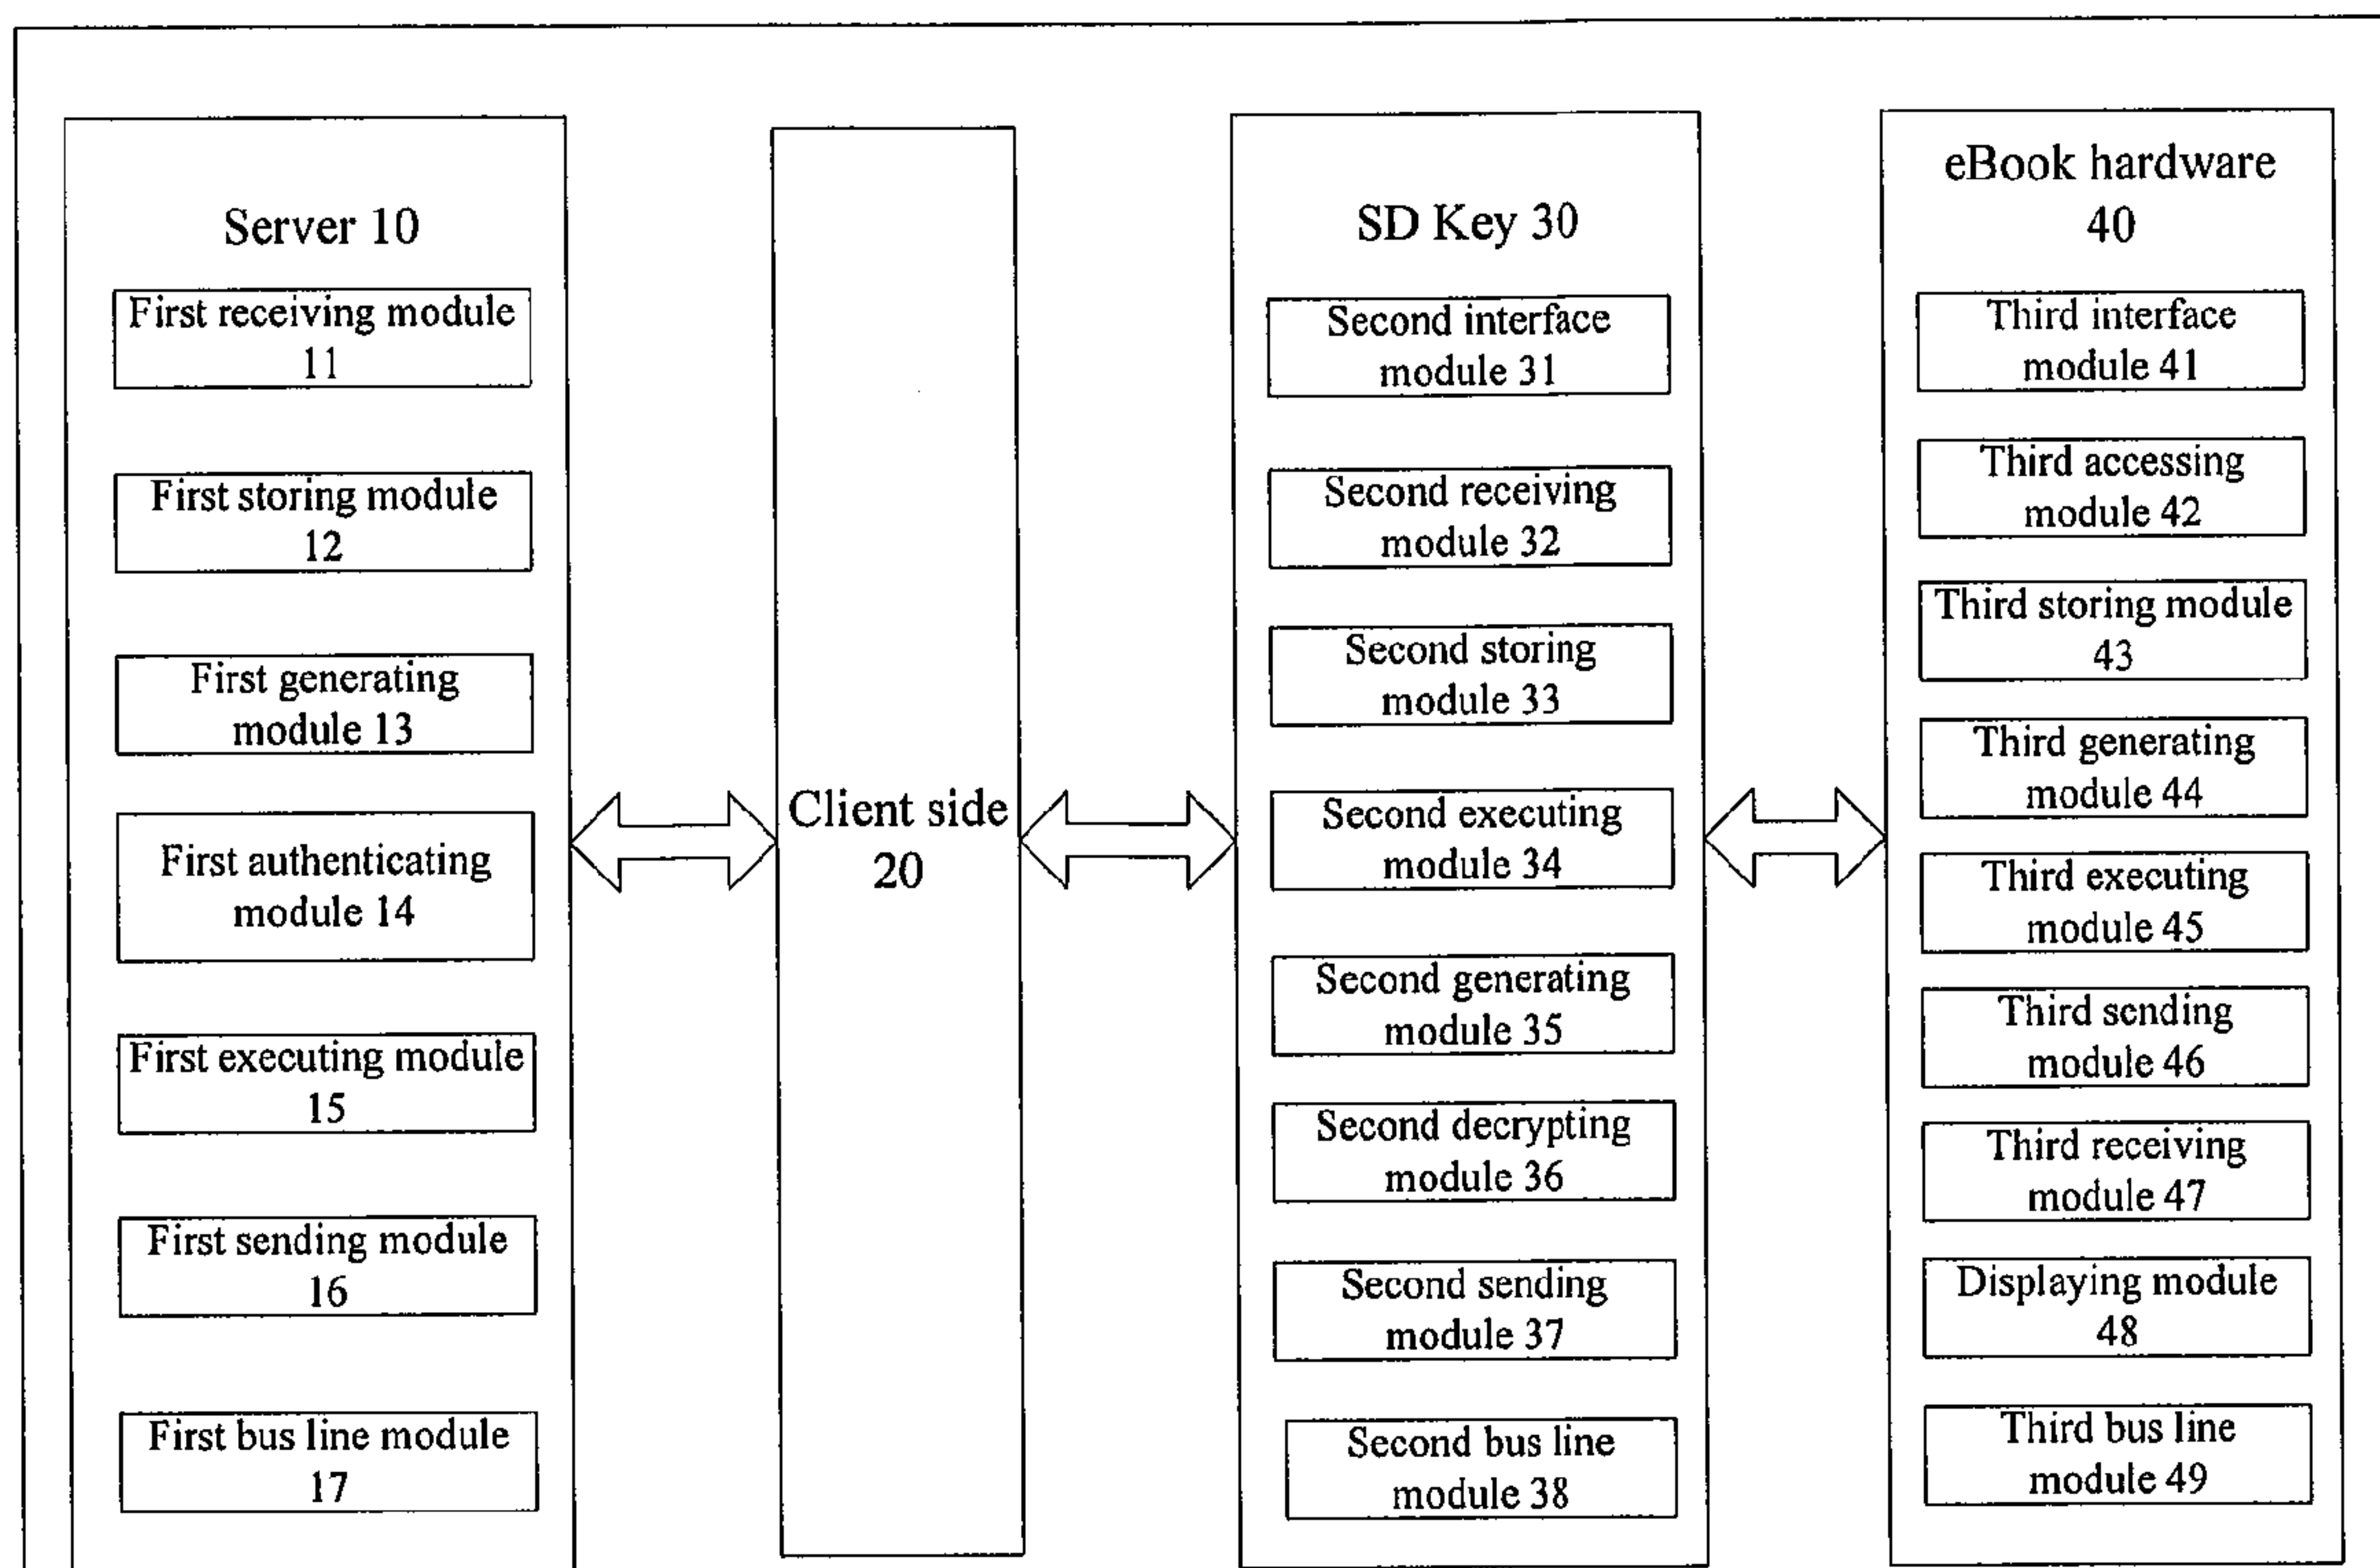 Server 10
First receiving module
11
First storing module
12
First generating
module 13
First authenticating
module 14
First executing module
15
First sending module
16
First bus line module
17
Client side
20
SD Key 30
Second interface
module 31
Second receiving
module 32
Second storing
module 33
Second executing
module 34
Second generating
module 35
Second decrypting
module 36
Second sending
module 37
Second bus line
module 38
eBook hardware
40
Third interface
module 41
Third accessing
module 42
Third storing module
43
Third generating
module 44
Third executing
module 45
Third sending
module 46
Third receiving
module 47
Displaying module
48
Third bus line
module 49